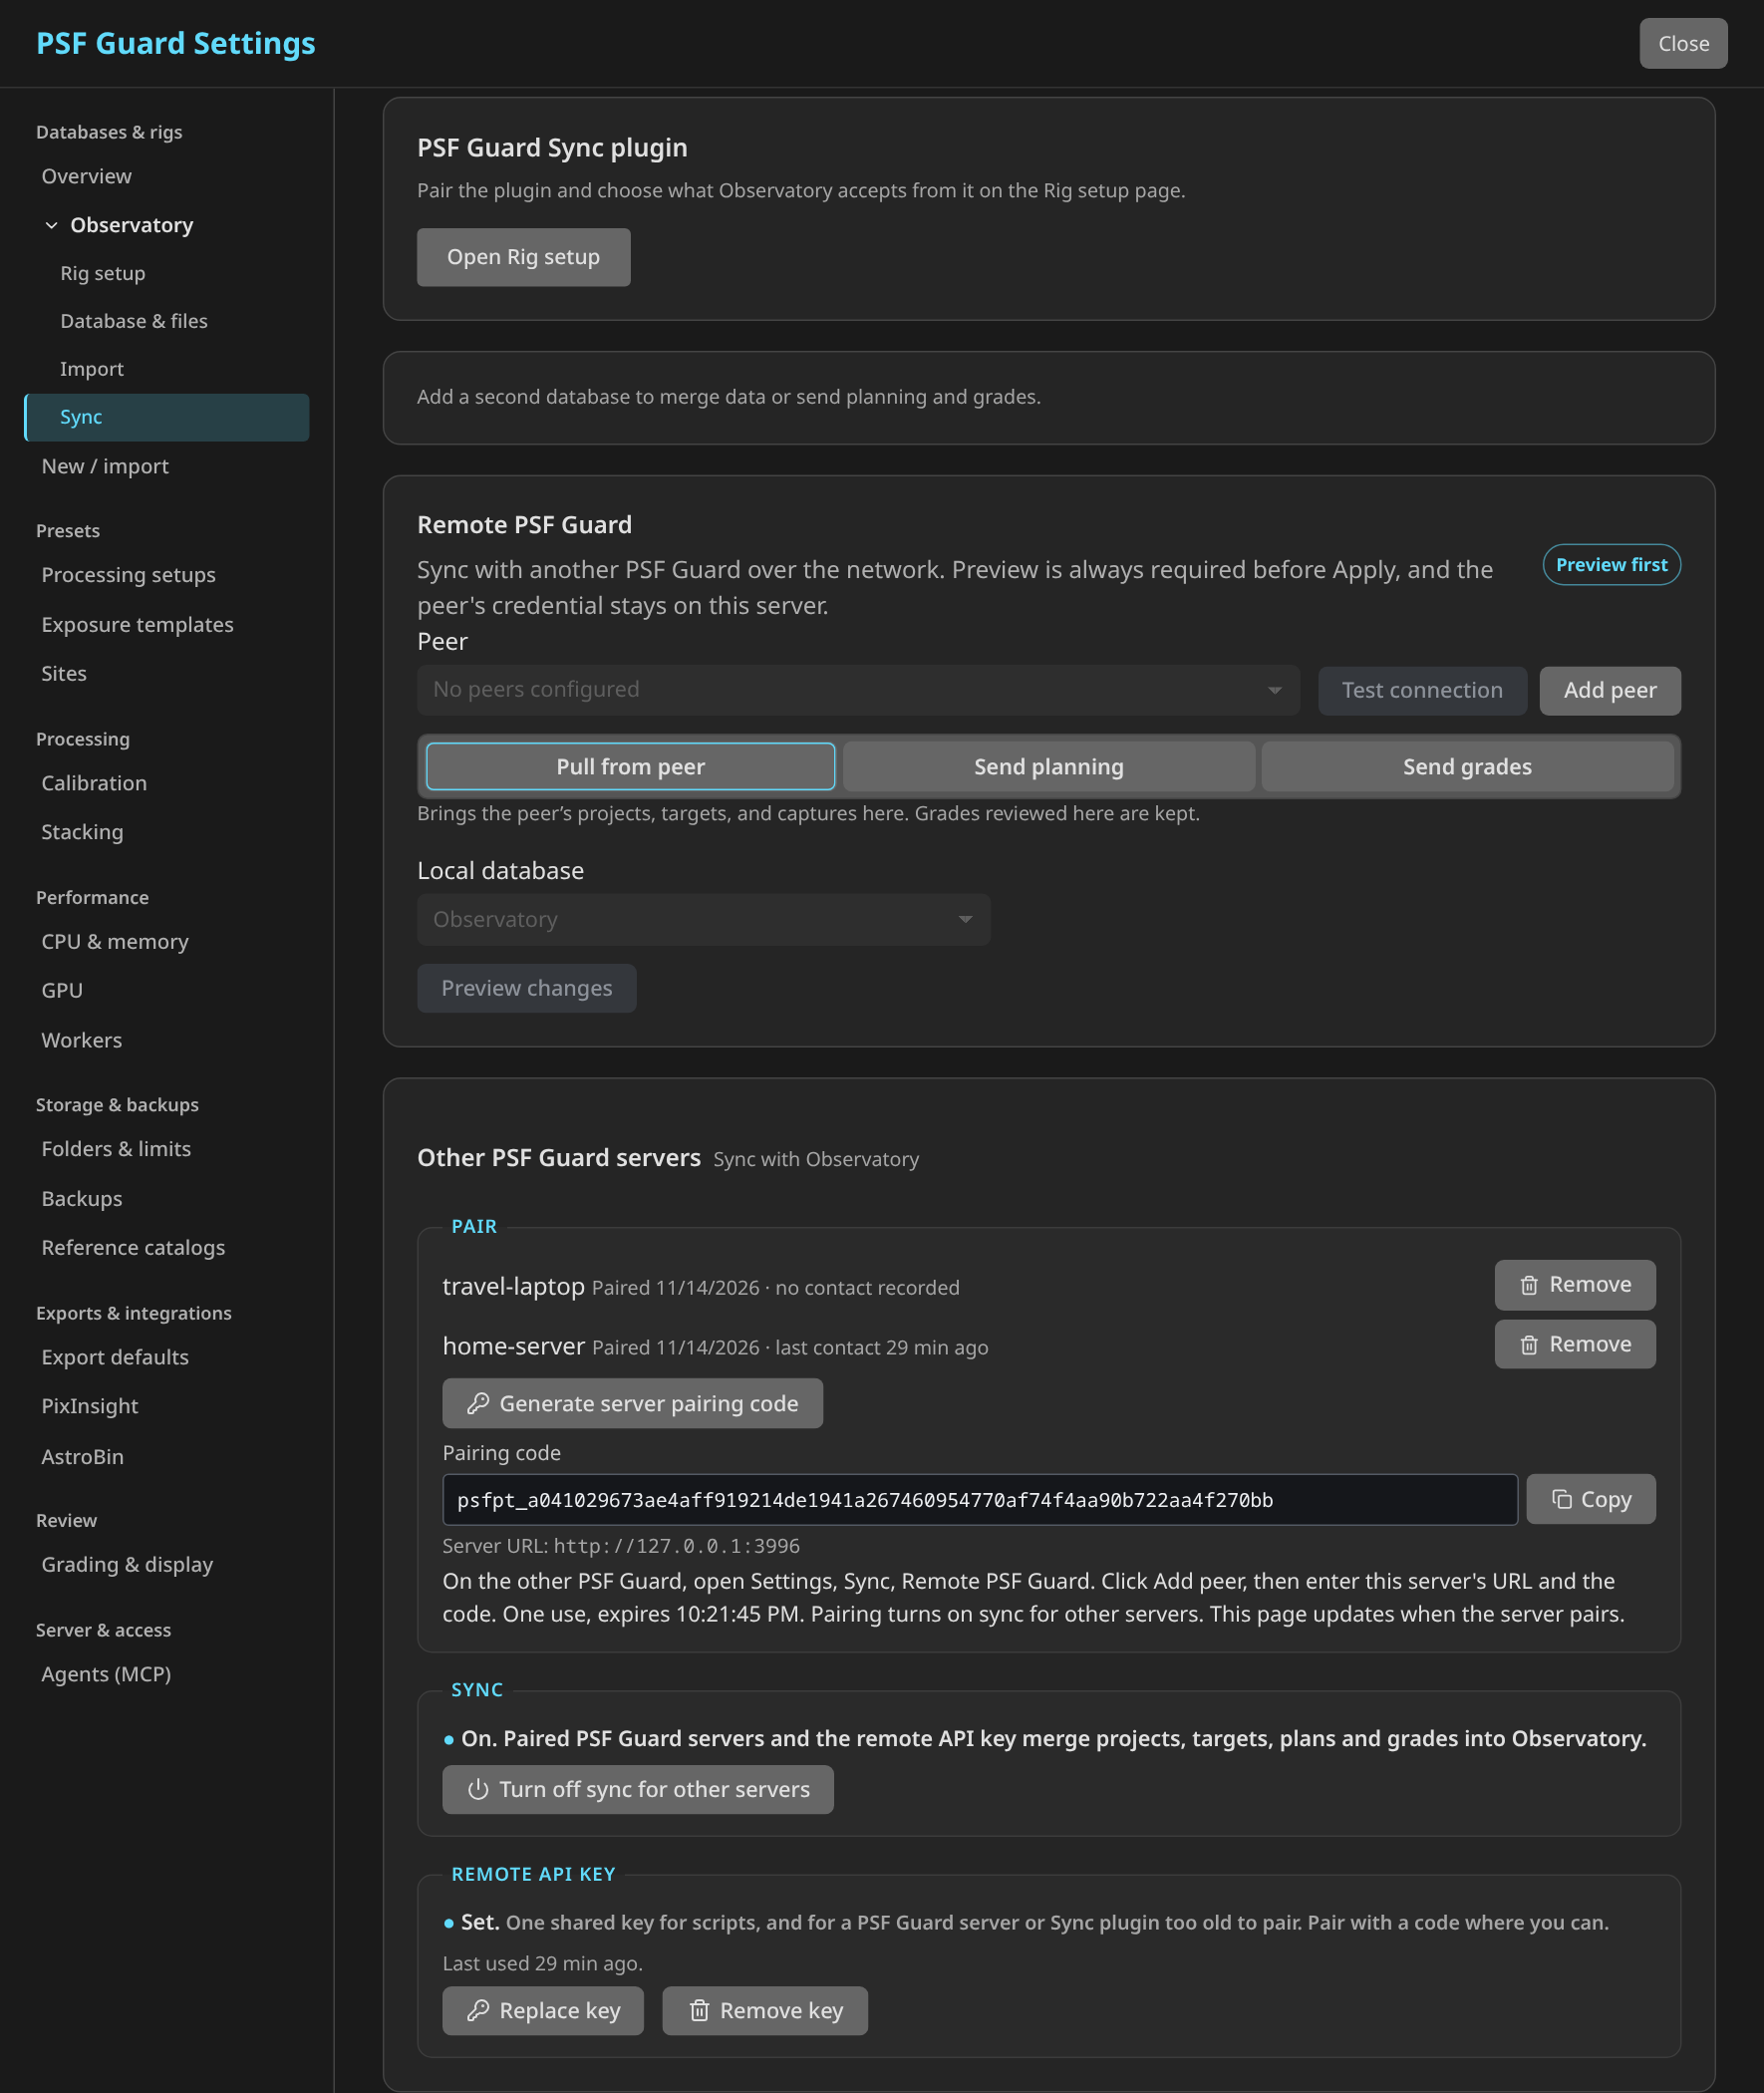 PSF Guard Settings
Close
Databases & rigs
Overview
Observatory
Rig setup
Database & files
Import
Sync
New / import
Presets
Processing setups
Exposure templates
Sites
Processing
Calibration
Stacking
Performance
CPU & memory
GPU
Workers
Storage & backups
Folders & limits
Backups
Reference catalogs
Exports & integrations
Export defaults
PixInsight
AstroBin
Review
Grading & display
Server & access
Agents (MCP)
PSF Guard Sync plugin
Pair the plugin and choose what Observatory accepts from it on the Rig setup page.
Open Rig setup
Add a second database to merge data or send planning and grades.
Remote PSF Guard
Sync with another PSF Guard over the network. Preview is always required before Apply, and the
peer's credential stays on this server.
Preview first
Peer
No peers configured
Test connection
Add peer
Pull from peer
Send planning
Send grades
Brings the peer’s projects, targets, and captures here. Grades reviewed here are kept.
Local database
Observatory
Preview changes
Other PSF Guard servers Sync with Observatory
PAIR
travel-laptop Paired 11/14/2026 · no contact recorded
Remove
home-server Paired 11/14/2026 · last contact 29 min ago
Remove
Generate server pairing code
Pairing code
psfpt_a041029673ae4aff919214de1941a267460954770af74f4aa90b722aa4f270bb
Copy
Server URL: http://127.0.0.1:3996
On the other PSF Guard, open Settings, Sync, Remote PSF Guard. Click Add peer, then enter this server's URL and the
code. One use, expires 10:21:45 PM. Pairing turns on sync for other servers. This page updates when the server pairs.
SYNC
On. Paired PSF Guard servers and the remote API key merge projects, targets, plans and grades into Observatory.
Turn off sync for other servers
REMOTE API KEY
Set. One shared key for scripts, and for a PSF Guard server or Sync plugin too old to pair. Pair with a code where you can.
Last used 29 min ago.
Replace key
Remove key